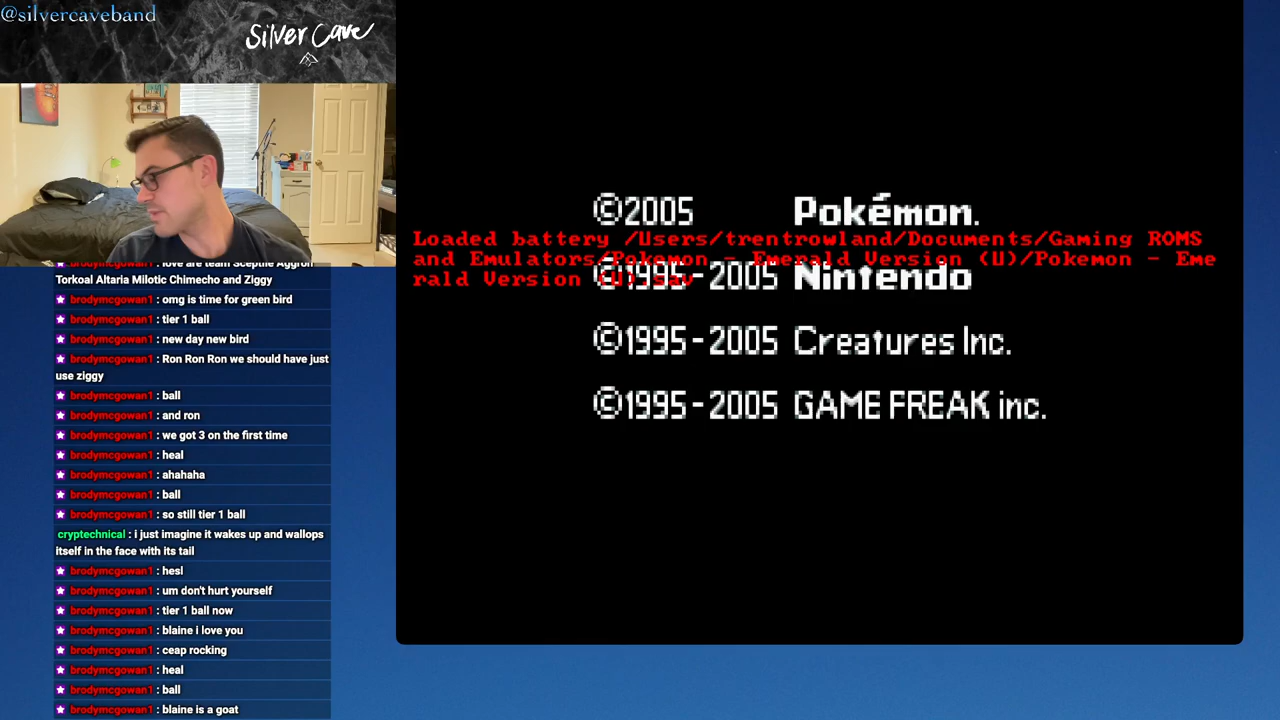 @silvercaveband
Silver Cave
love are team Sceptile Aggron
Torkoal Altaria Milotic Chimecho and Ziggy
brodymcgowan1 : omg is time for green bird
brodymcgowan1 : tier 1 ball
brodymcgowan1 : new day new bird
brodymcgowan1 : Ron Ron Ron we should have just
use ziggy
brodymcgowan1 : ball
brodymcgowan1 : and ron
brodymcgowan1 : we got 3 on the first time
brodymcgowan1 : heal
brodymcgowan1 : ahahaha
brodymcgowan1 : ball
brodymcgowan1 : so still tier 1 ball
cryptechnical : i just imagine it wakes up and wallops
itself in the face with its tail
brodymcgowan1 : hesl
brodymcgowan1 : um don't hurt yourself
brodymcgowan1 : tier 1 ball now
brodymcgowan1 : blaine i love you
brodymcgowan1 : ceap rocking
brodymcgowan1 : heal
brodymcgowan1 : ball
brodymcgowan1 : blaine is a goat
©2005 Pokémon.
Loaded battery /Users/trentrowland/Documents/Gaming ROMS
and Emulators/Pokemon - Emerald Version (U)/Pokemon - Eme
rald Version (U).sav
©1995-2005 Nintendo
©1995-2005 Creatures Inc.
©1995-2005 GAME FREAK inc.